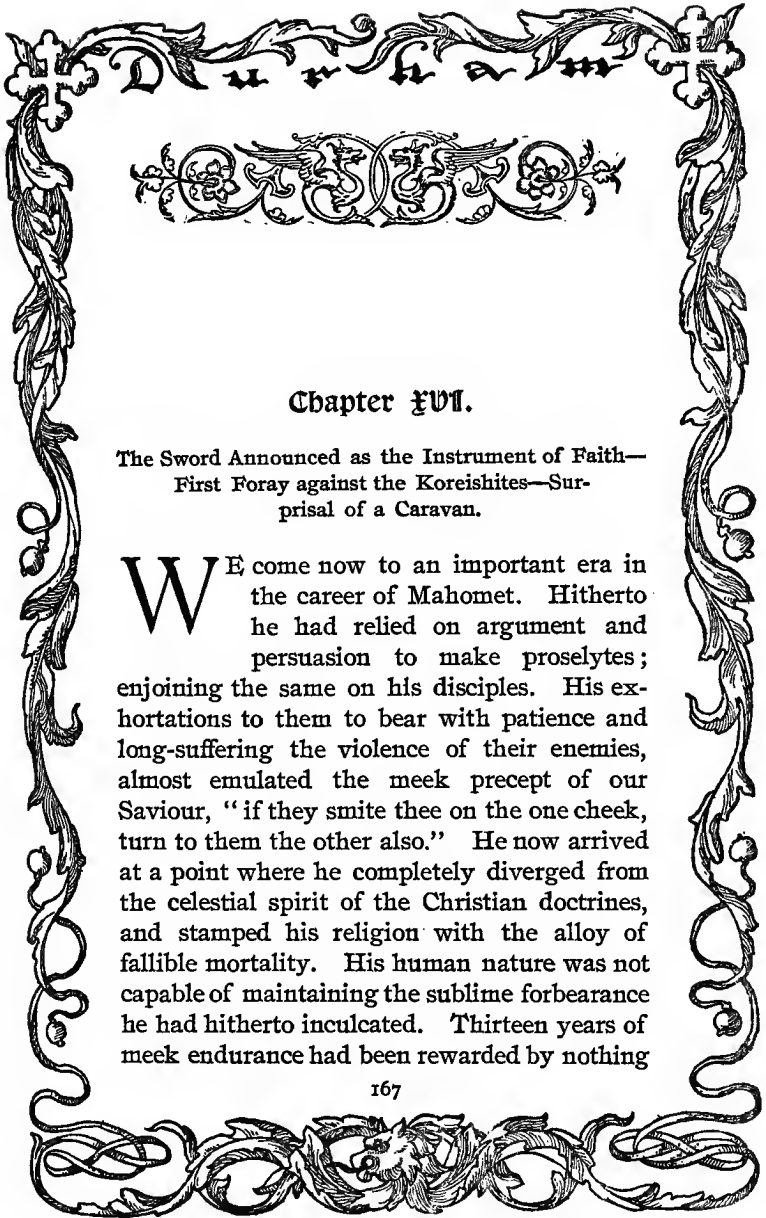 Durham
Chapter XVII.
The Sword Announced as the Instrument of Faith—
First Foray against the Koreishites—Sur-
prisal of a Caravan.
WE come now to an important era in
the career of Mahomet. Hitherto
he had relied on argument and
persuasion to make proselytes;
enjoining the same on his disciples. His ex-
hortations to them to bear with patience and
long-suffering the violence of their enemies,
almost emulated the meek precept of our
Saviour, "if they smite thee on the one cheek,
turn to them the other also." He now arrived
at a point where he completely diverged from
the celestial spirit of the Christian doctrines,
and stamped his religion with the alloy of
fallible mortality. His human nature was not
capable of maintaining the sublime forbearance
he had hitherto inculcated. Thirteen years of
meek endurance had been rewarded by nothing
167